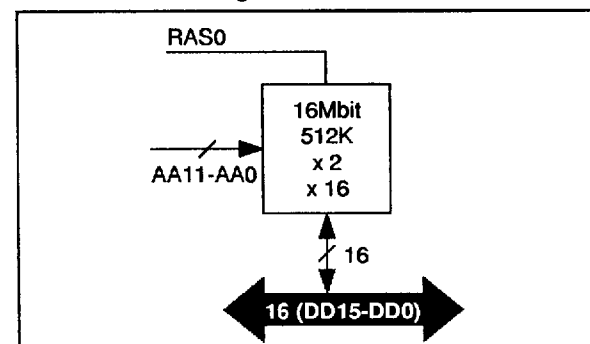 RAS0
16Mbit
512K
x 2
x 16
AA11-AA0
16
16 (DD15-DD0)